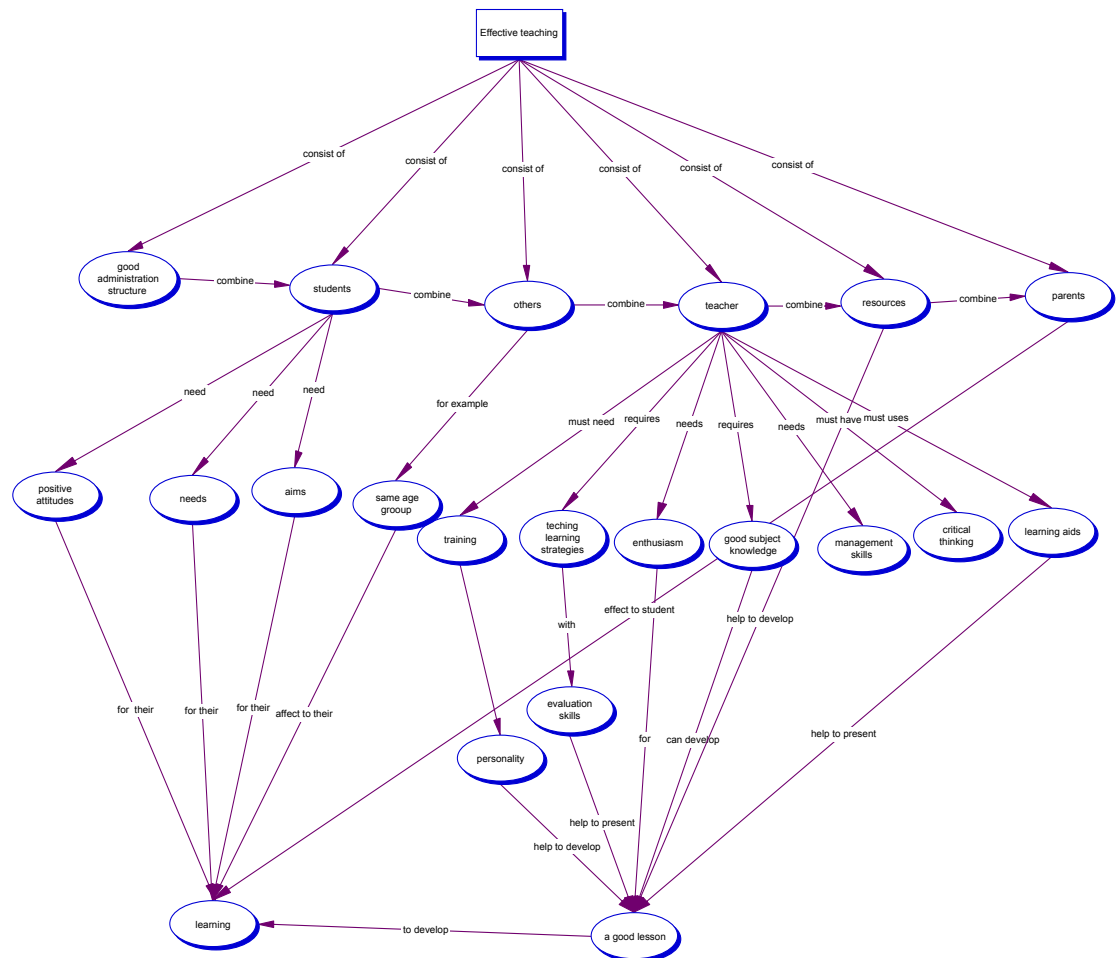 Effective teaching
consist of
consist of
consist of
consist of
consist of
consist of
good
administration
structure
combine
students
combine
others
combine
teacher
combine
resources
combine
parents
need
need
need
for example
must need
requires
needs
requires
needs
must have
must uses
positive
attitudes
needs
aims
same age
grooup
training
teching
learning
strategies
enthusiasm
good subject
knowledge
management
skills
critical
thinking
learning aids
with
effect to student
help to develop
for their
for their
for their
affect to their
evaluation
skills
personality
for
can develop
help to present
help to present
help to develop
learning
to develop
a good lesson